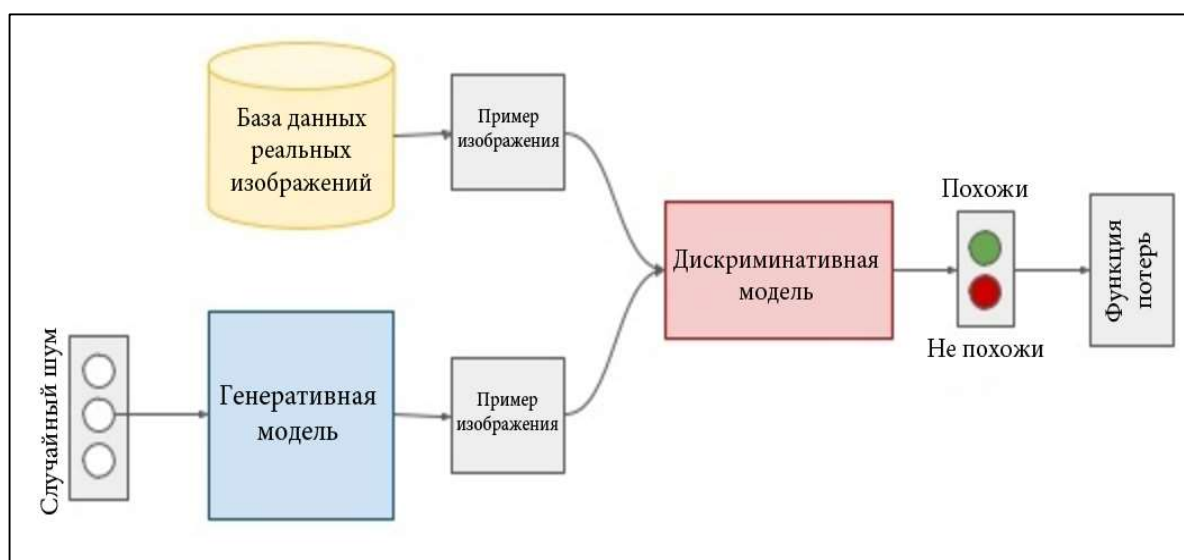 База данных
реальных
изображений
Пример
изображения
Случайный шум
Генеративная
модель
Пример
изображения
Дискриминативная
модель
Похожи
Не похожи
Функция
потерь